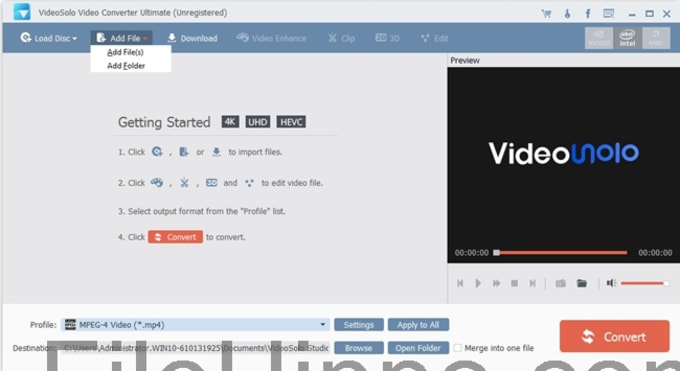 VideoSolo Video Converter Ultimate (Unregistered)
Load Disc Add File Download Video Enhance Clip 3D Edit NVIDIA intel AMD
Add File(s)
Add Folder
Preview
Getting Started 4K UHD HEVC
1. Click , or to import files.
2. Click , , 3D and to edit video file.
3. Select output format from the "Profile" list.
4. Click Convert to convert.
VideoSolo
00:00:00 00:00:00
Profile: MPEG-4 Video (*.mp4) Settings Apply to All
Convert
Destination: C:\Users\Administrator.WIN10-610131925\Documents\VideoSolo Studio Browse Open Folder Merge into one file
FileHippo.com